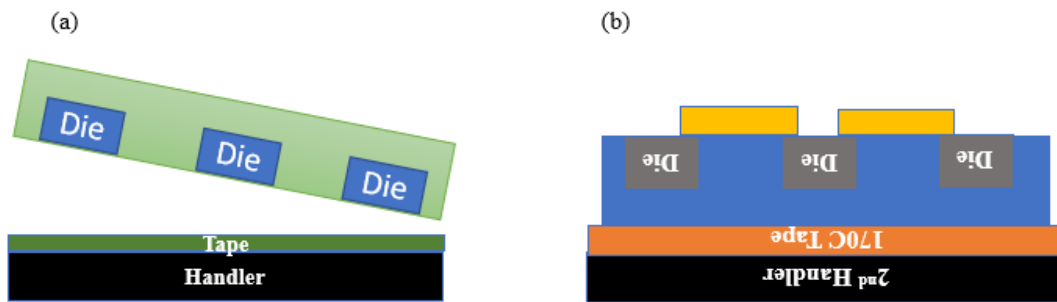 (a)
Die
Die
Die
Tape
Handler
(b)
Die
Die
Die
170C Tape
2nd Handler